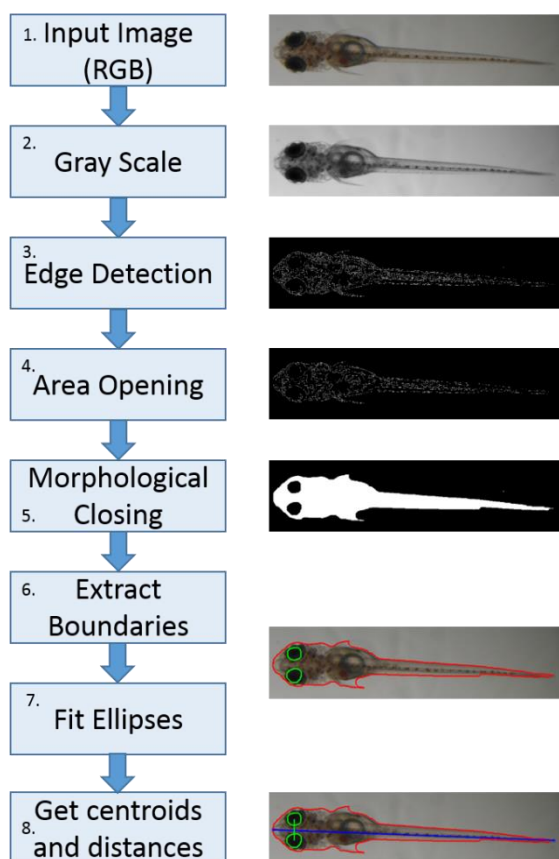 1. Input Image
(RGB)
2.
Gray Scale
3.
Edge Detection
4.
Area Opening
Morphological
5. Closing
6. Extract
Boundaries
7.
Fit Ellipses
Get centroids
8. and distances